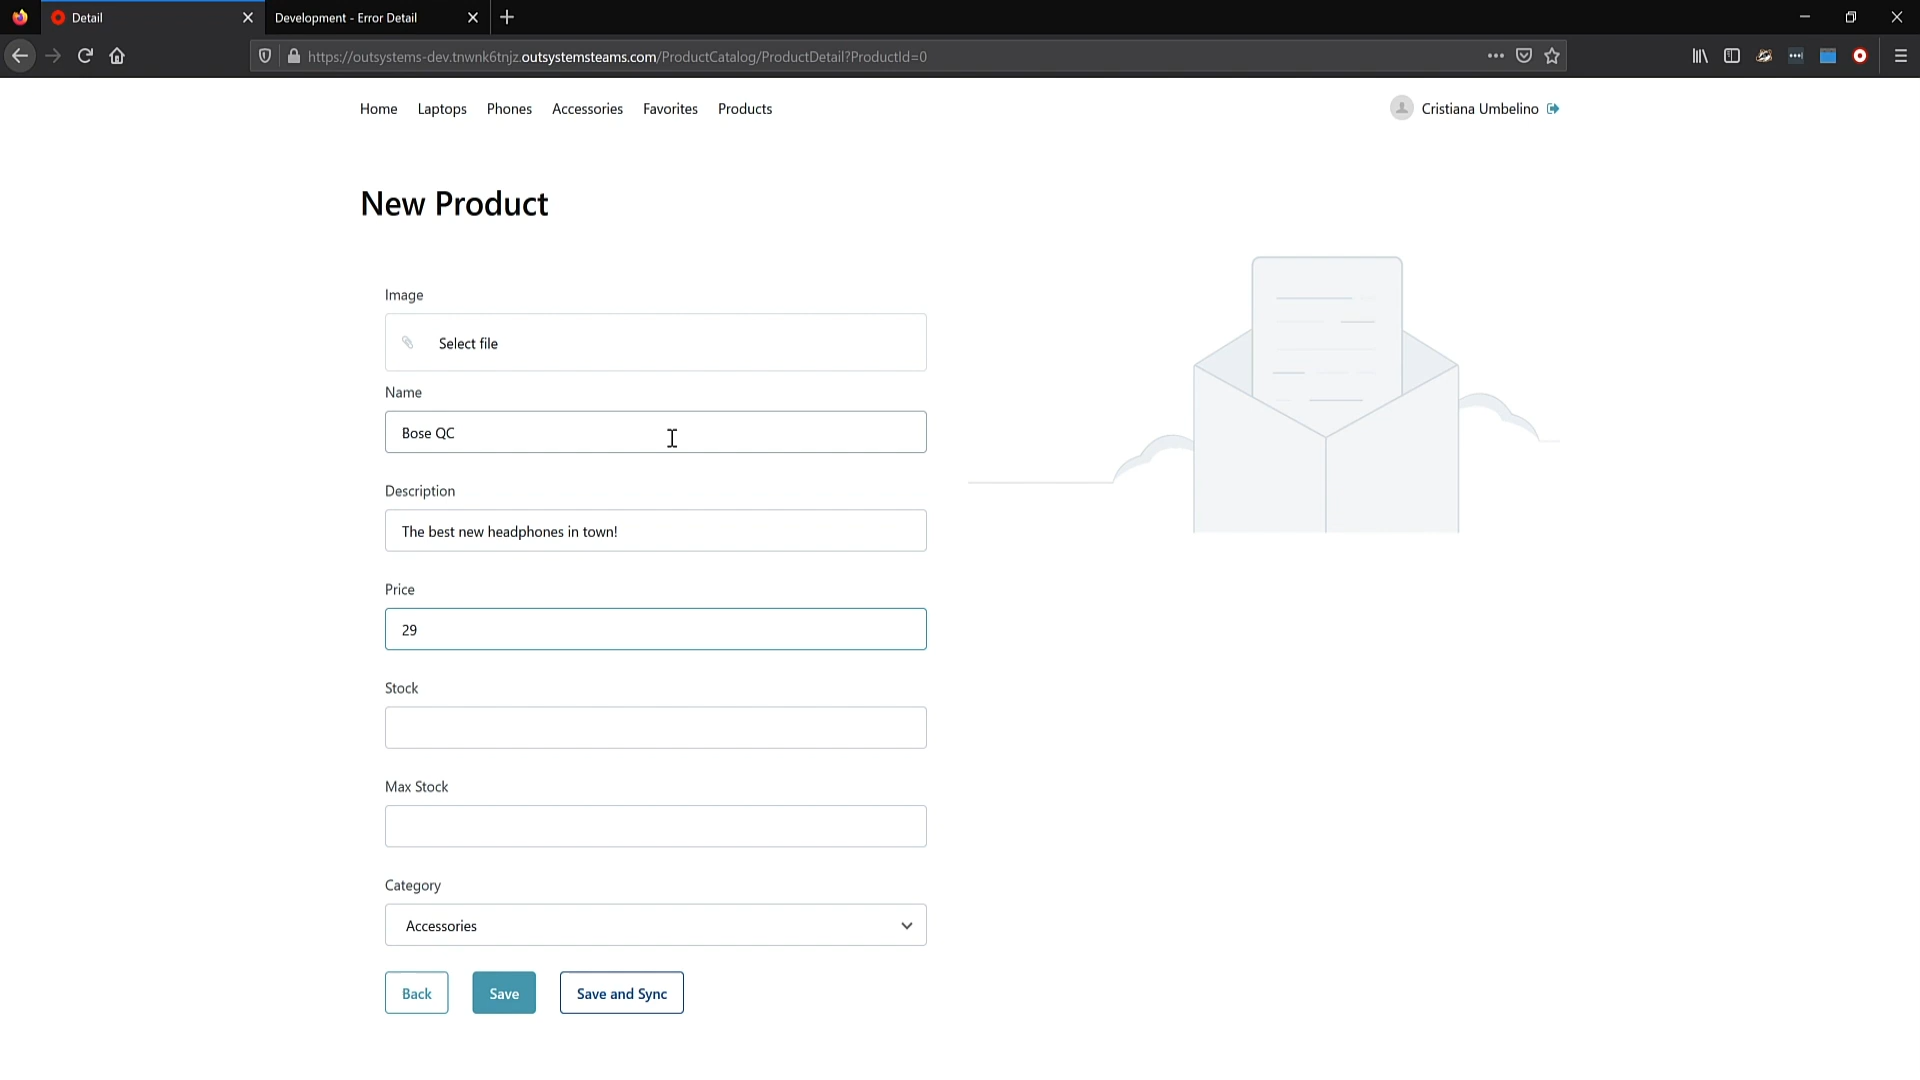 Detail
Development - Error Detail
https://outsystems-dev.tnwnk6tnjz.outsystemsteams.com/ProductCatalog/ProductDetail?ProductId=0
Home Laptops Phones Accessories Favorites Products
Cristiana Umbelino
New Product
Image
Select file
Name
Bose QC
Description
The best new headphones in town!
Price
29
Stock
Max Stock
Category
Accessories
Back Save Save and Sync